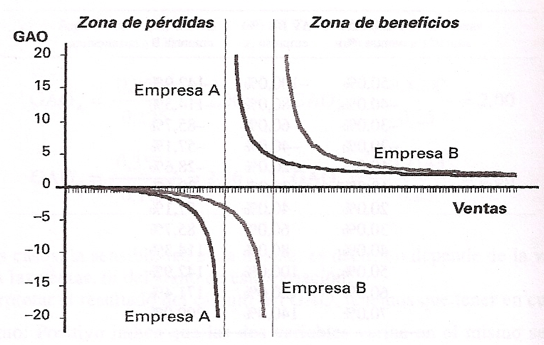 Zona de pérdidas
Zona de beneficios
GAO
20
15
10
5
0
-5
-10
-15
-20
Empresa A
Empresa B
Ventas
Empresa B
Empresa A